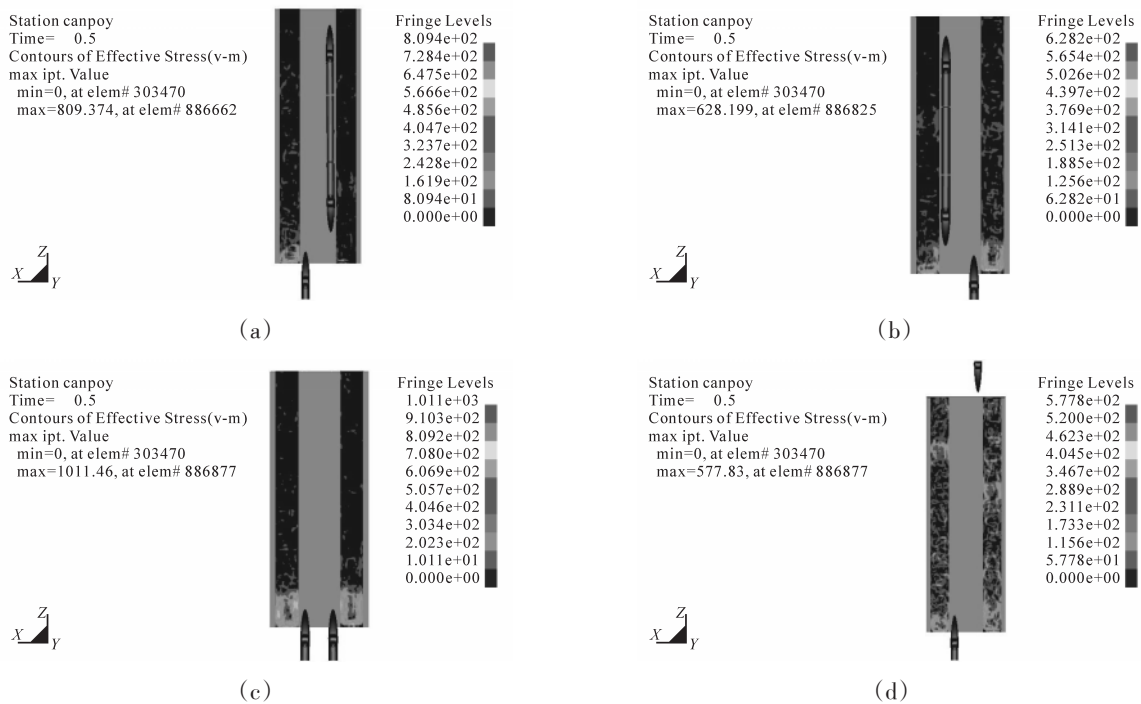 Station canpoy
Time= 0.5
Contours of Effective Stress(v-m)
max ipt. Value
min=0, at elem# 303470
max=809.374, at elem# 886662
Fringe Levels
8.094e+02
7.284e+02
6.475e+02
5.666e+02
4.856e+02
4.047e+02
3.237e+02
2.428e+02
1.619e+02
8.094e+01
0.000e+00
Z
X
Y
(a)
Station canpoy
Time= 0.5
Contours of Effective Stress(v-m)
max ipt. Value
min=0, at elem# 303470
max=628.199, at elem# 886825
Fringe Levels
6.282e+02
5.654e+02
5.026e+02
4.397e+02
3.769e+02
3.141e+02
2.513e+02
1.885e+02
1.256e+02
6.282e+01
0.000e+00
Z
X
Y
(b)
Station canpoy
Time= 0.5
Contours of Effective Stress(v-m)
max ipt. Value
min=0, at elem# 303470
max=1011.46, at elem# 886877
Fringe Levels
1.011e+03
9.103e+02
8.092e+02
7.080e+02
6.069e+02
5.057e+02
4.046e+02
3.034e+02
2.023e+02
1.011e+01
0.000e+00
Z
X
Y
(c)
Station canpoy
Time= 0.5
Contours of Effective Stress(v-m)
max ipt. Value
min=0, at elem# 303470
max=577.83, at elem# 886877
Fringe Levels
5.778e+02
5.200e+02
4.623e+02
4.045e+02
3.467e+02
2.889e+02
2.311e+02
1.733e+02
1.156e+02
5.778e+01
0.000e+00
Z
X
Y
(d)